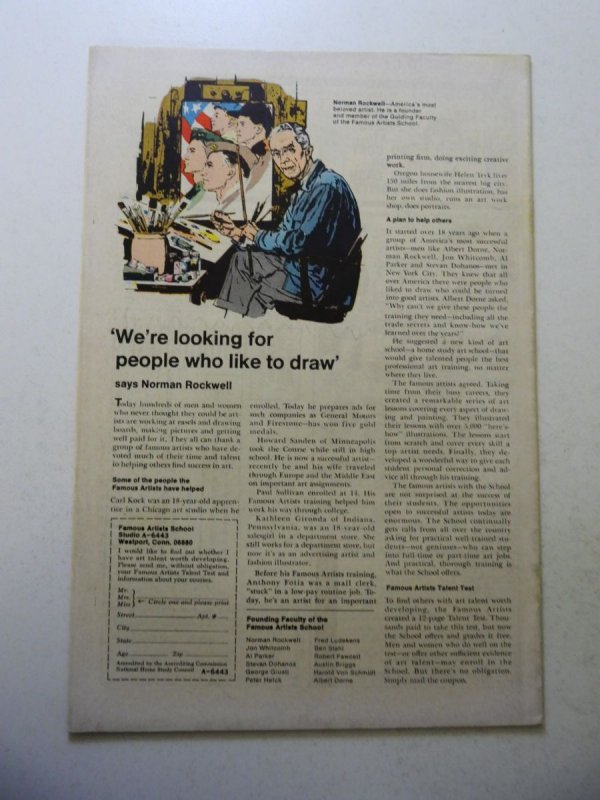 Norman Rockwell—America's most
beloved artist. He is a founder
and member of the Guiding Faculty
of the Famous Artists School.
'We're looking for
people who like to draw'
says Norman Rockwell
Today hundreds of men and women
who never thought they could be art-
ists are working at easels and drawing
boards, making pictures and getting
well paid for it. They all can thank a
group of famous artists who have de-
voted much of their time and talent
to helping others find success in art.
Some of the people the
Famous Artists have helped
Carl Kock was an 18-year-old appren-
tice in a Chicago art studio when he
Famous Artists School
Studio A-6443
Westport, Conn. 06880
I would like to find out whether I
have art talent worth developing.
Please send me, without obligation,
your Famous Artists Talent Test and
information about your courses.
Mr.
Mrs.
Miss
Circle one and please print
Street Apt. #
City
State
Age Zip
Accredited by the Accrediting Commission
National Home Study Council A-6443
enrolled. Today he prepares ads for
such companies as General Motors
and Firestone—has won five gold
medals.
Howard Sanden of Minneapolis
took the Course while still in high
school. He is now a successful artist—
recently he and his wife traveled
through Europe and the Middle East
on important art assignments.
Paul Sullivan enrolled at 14. His
Famous Artists training helped him
work his way through college.
Kathleen Gironda of Indiana,
Pennsylvania, was an 18-year-old
salesgirl in a department store. She
still works for a department store, but
now it's as an advertising artist and
fashion illustrator.
Before his Famous Artists training,
Anthony Fotia was a mail clerk,
"stuck" in a low-pay routine job. To-
day, he's an artist for an important
Founding Faculty of the
Famous Artists School
Norman Rockwell
Jon Whitcomb
Al Parker
Stevan Dohanos
George Giusti
Peter Helck
Fred Ludekens
Ben Stahl
Robert Fawcett
Austin Briggs
Harold Von Schmidt
Albert Dorne
printing firm, doing exciting creative
work.
Oregon housewife Helen lives
150 miles from the nearest big city.
But she does fashion illustration, has
her own studio, runs an art work
shop, does portraits.
A plan to help others
It started over 18 years ago when a
group of America's most successful
artists—men like Albert Dorne, Nor-
man Rockwell, Jon Whitcomb, Al
Parker and Stevan Dohanos—met in
New York City. They knew that all
over America there were people who
liked to draw who could be turned
into good artists. Albert Dorne asked,
"Why can't we give these people the
training they need—including all the
trade secrets and know-how we've
learned over the years?"
He suggested a new kind of art
school—a home study art school—that
would give talented people the best
professional art training, no matter
where they live.
The famous artists agreed. Taking
time from their busy careers, they
created a remarkable series of art
lessons covering every aspect of draw-
ing and painting. They illustrated
their lessons with over 5,000 "here's
how" illustrations. The lessons start
from scratch and cover every skill a
top artist needs. Finally, they de-
veloped a wonderful way to give each
student personal correction and ad-
vice all through his training.
The famous artists with the School
are not surprised at the success of
their students. The opportunities
open to successful artists today are
enormous. The School continually
gets calls from all over the country
asking for practical well-trained stu-
dents—not geniuses—who can step
into full-time or part-time art jobs.
And practical, thorough training is
what the School offers.
Famous Artists Talent Test
To find others with art talent worth
developing, the Famous Artists
created a 12-page Talent Test. Thou-
sands paid to take this test, but now
the School offers and grades it free.
Men and women who do well on the
test—or offer other sufficient evidence
of art talent—may enroll in the
School. But there's no obligation.
Simply mail the coupon.